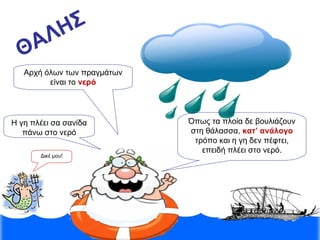 ΘΑΛΗΣ
Αρχή όλων των πραγμάτων
είναι το νερό
Η γη πλέει σα σανίδα
πάνω στο νερό
Δικέ μου!
Όπως τα πλοία δε βουλιάζουν
στη θάλασσα, κατ’ ανάλογο
τρόπο και η γη δεν πέφτει,
επειδή πλέει στο νερό.